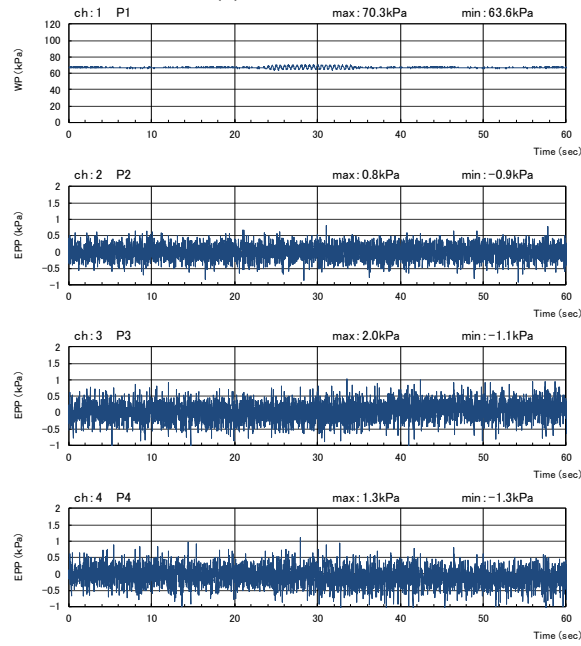 ch:1 P1 max:70.3kPa min:63.6kPa
WP (kPa)
120
100
80
60
40
20
0
0 10 20 30 40 50 60
Time (sec)
ch:2 P2 max:0.8kPa min:-0.9kPa
EPP (kPa)
2
1.5
1
0.5
0
-0.5
-1
0 10 20 30 40 50 60
Time (sec)
ch:3 P3 max:2.0kPa min:-1.1kPa
EPP (kPa)
2
1.5
1
0.5
0
-0.5
-1
0 10 20 30 40 50 60
Time (sec)
ch:4 P4 max:1.3kPa min:-1.3kPa
EPP (kPa)
2
1.5
1
0.5
0
-0.5
-1
0 10 20 30 40 50 60
Time (sec)